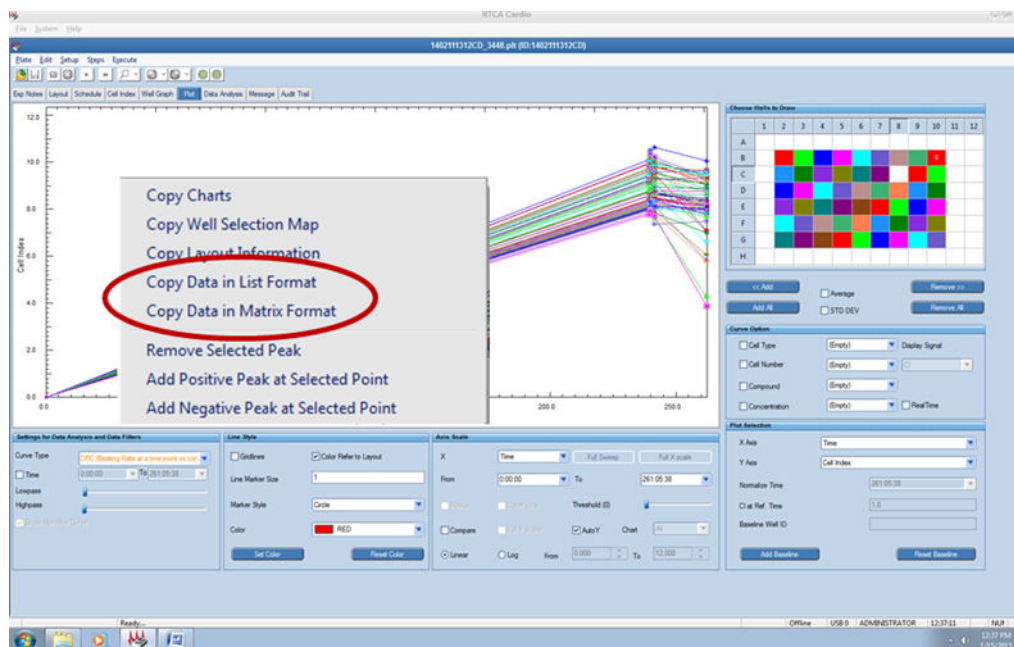 RTCA Cardio
File System Help
1402111312CD_3448.plt (ID:1402111312CD)
Plate Edit Setup Steps Execute
Exp Notes Layout Schedule Cell Index Well Graph Plot Data Analysis Message Audit Trail
Choose Wells to Draw
1 2 3 4 5 6 7 8 9 10 11 12
A
B
C
D
E
F
G
H
12.0
10.0
8.0
6.0
4.0
2.0
0.0
Cell Index
0.0
200.0
250.0
Copy Charts
Copy Well Selection Map
Copy Layout Information
Copy Data in List Format
Copy Data in Matrix Format
Remove Selected Peak
Add Positive Peak at Selected Point
Add Negative Peak at Selected Point
<< Add
Average
Remove >>
Add All
STD DEV
Remove All
Curve Option
Cell Type (Empty) Display Signal
Cell Number (Empty) CI
Compound (Empty)
Concentration (Empty) RealTime
Plot Selection
X Axis Time
Y Axis Cell Index
Normalize Time 261:05:38
CI at Ref. Time 1.0
Baseline Well ID
Add Baseline Reset Baseline
Settings for Data Analysis and Data Filters
Curve Type
Time 0:00:00 To 261:05:38
Lowpass
Highpass
Line Style
Gridlines Color Refer to Layout
Line Marker Size 1
Marker Style Circle
Color RED
Set Color Reset Color
Axis Scale
X Time Full Sweep Full X scale
From 0:00:00 To 261:05:38
Threshold (0)
Compare Auto Y Chart All
Linear Log From 0.000 To 12.000
Ready...
Offline USB 0 ADMINISTRATOR 12:37:11 NUM
12:37 PM
1/15/2015